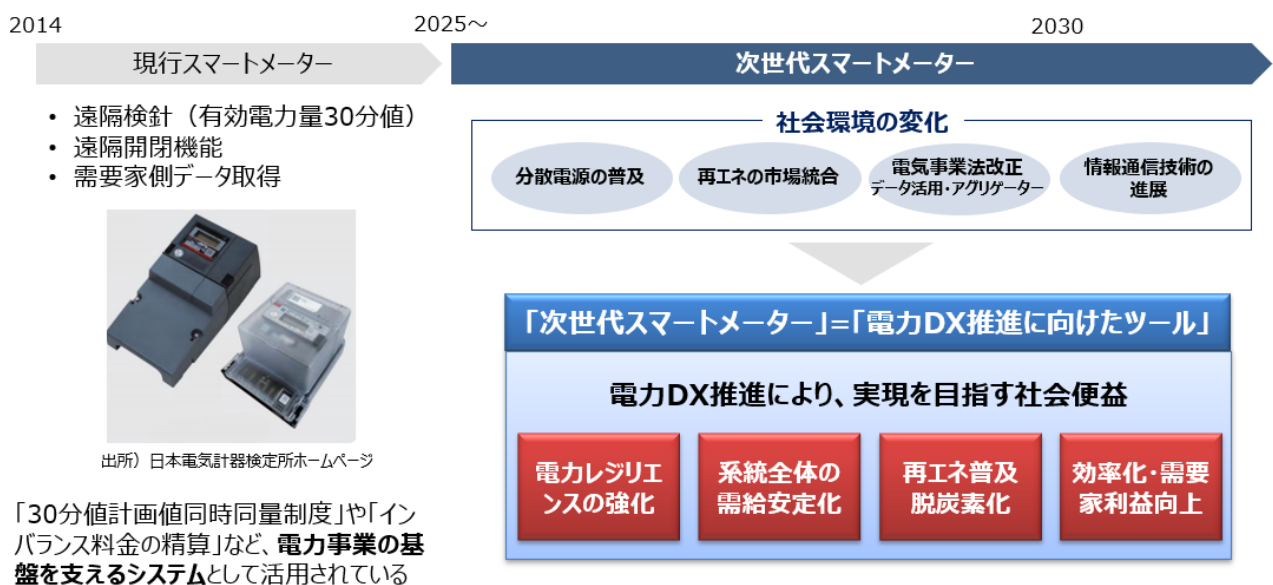 2014
2025～
2030
現行スマートメーター
次世代スマートメーター
• 遠隔検針（有効電力量30分値）
• 遠隔開閉機能
• 需要家側データ取得
出所）日本電気計器検定所ホームページ
「30分値計画値同時同量制度」や「イン
バランス料金の精算」など、電力事業の基
盤を支えるシステムとして活用されている
社会環境の変化
分散電源の普及
再エネの市場統合
電気事業法改正
データ活用・アグリゲーター
情報通信技術の
進展
「次世代スマートメーター」=「電力DX推進に向けたツール」
電力DX推進により、実現を目指す社会便益
電力レジリエ
ンスの強化
系統全体の
需給安定化
再エネ普及
脱炭素化
効率化・需要
家利益向上